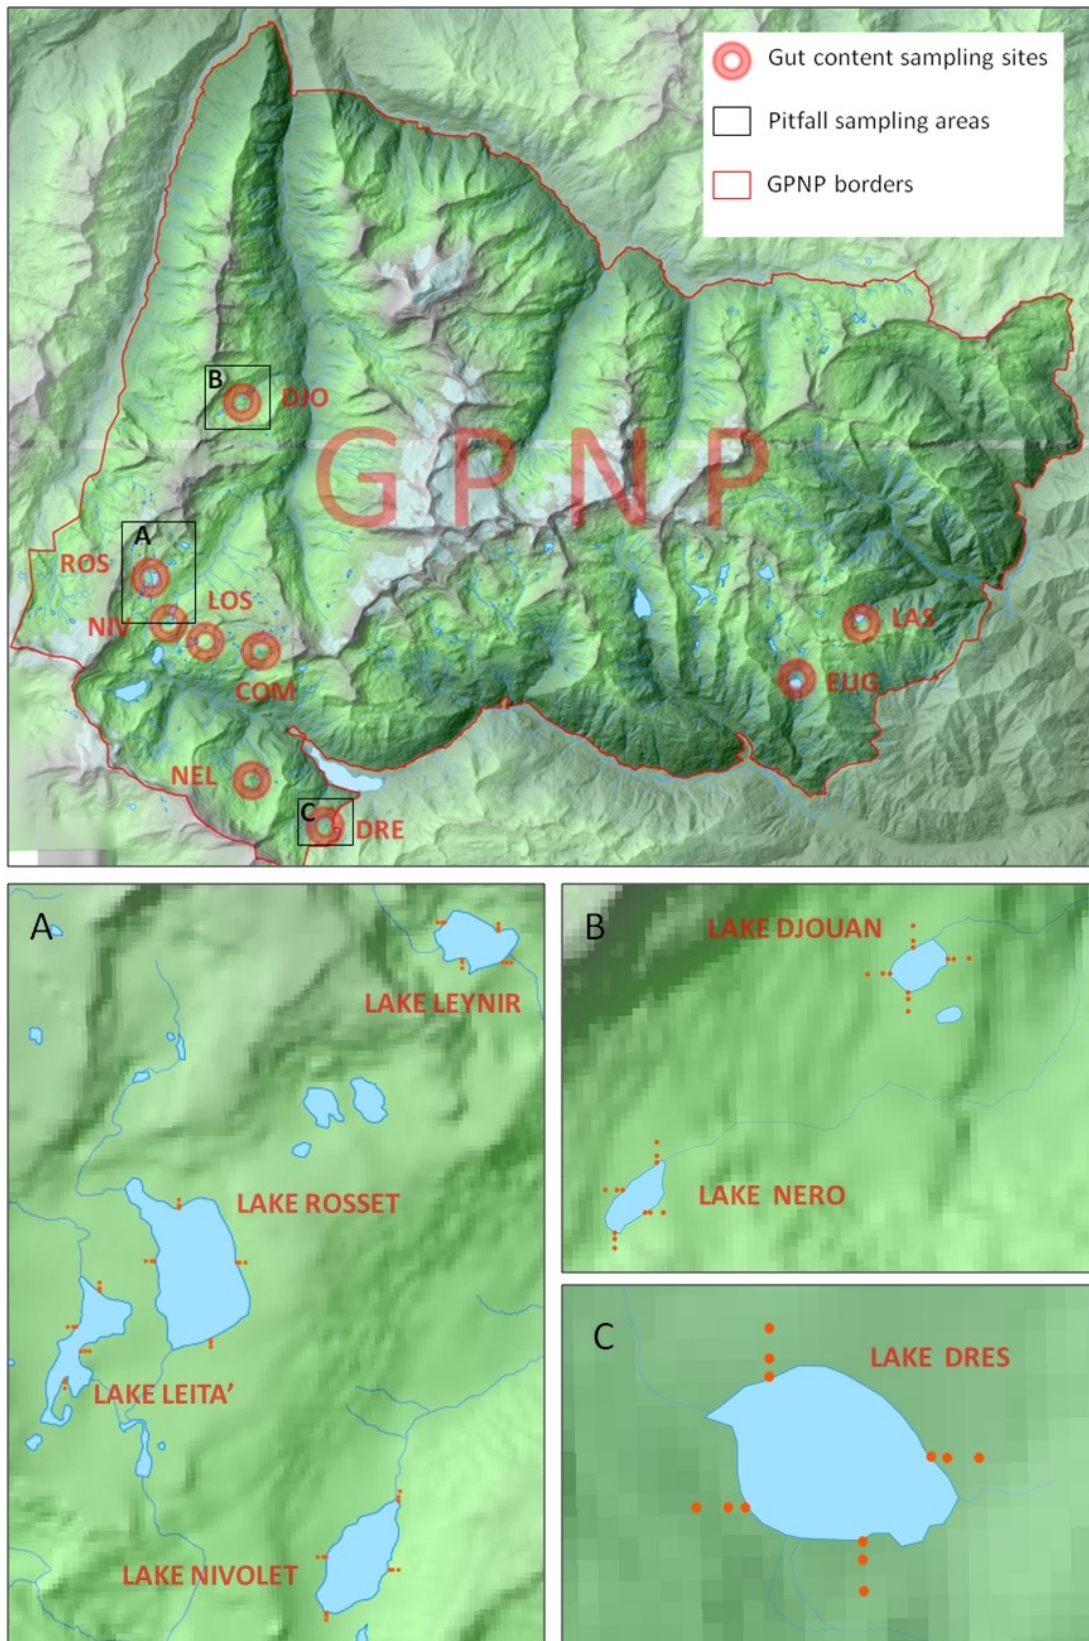 Gut content sampling sites
Pitfall sampling areas
GPNP borders
B
DJO
GPNP
A
ROS
LOS
NIV
LAS
COM
EUG
NEL
C
DRE
A
LAKE LEYNIR
LAKE ROSSET
LAKE LEITA’
LAKE NIVOLET
B
LAKE DJOUAN
LAKE NERO
C
LAKE DRES